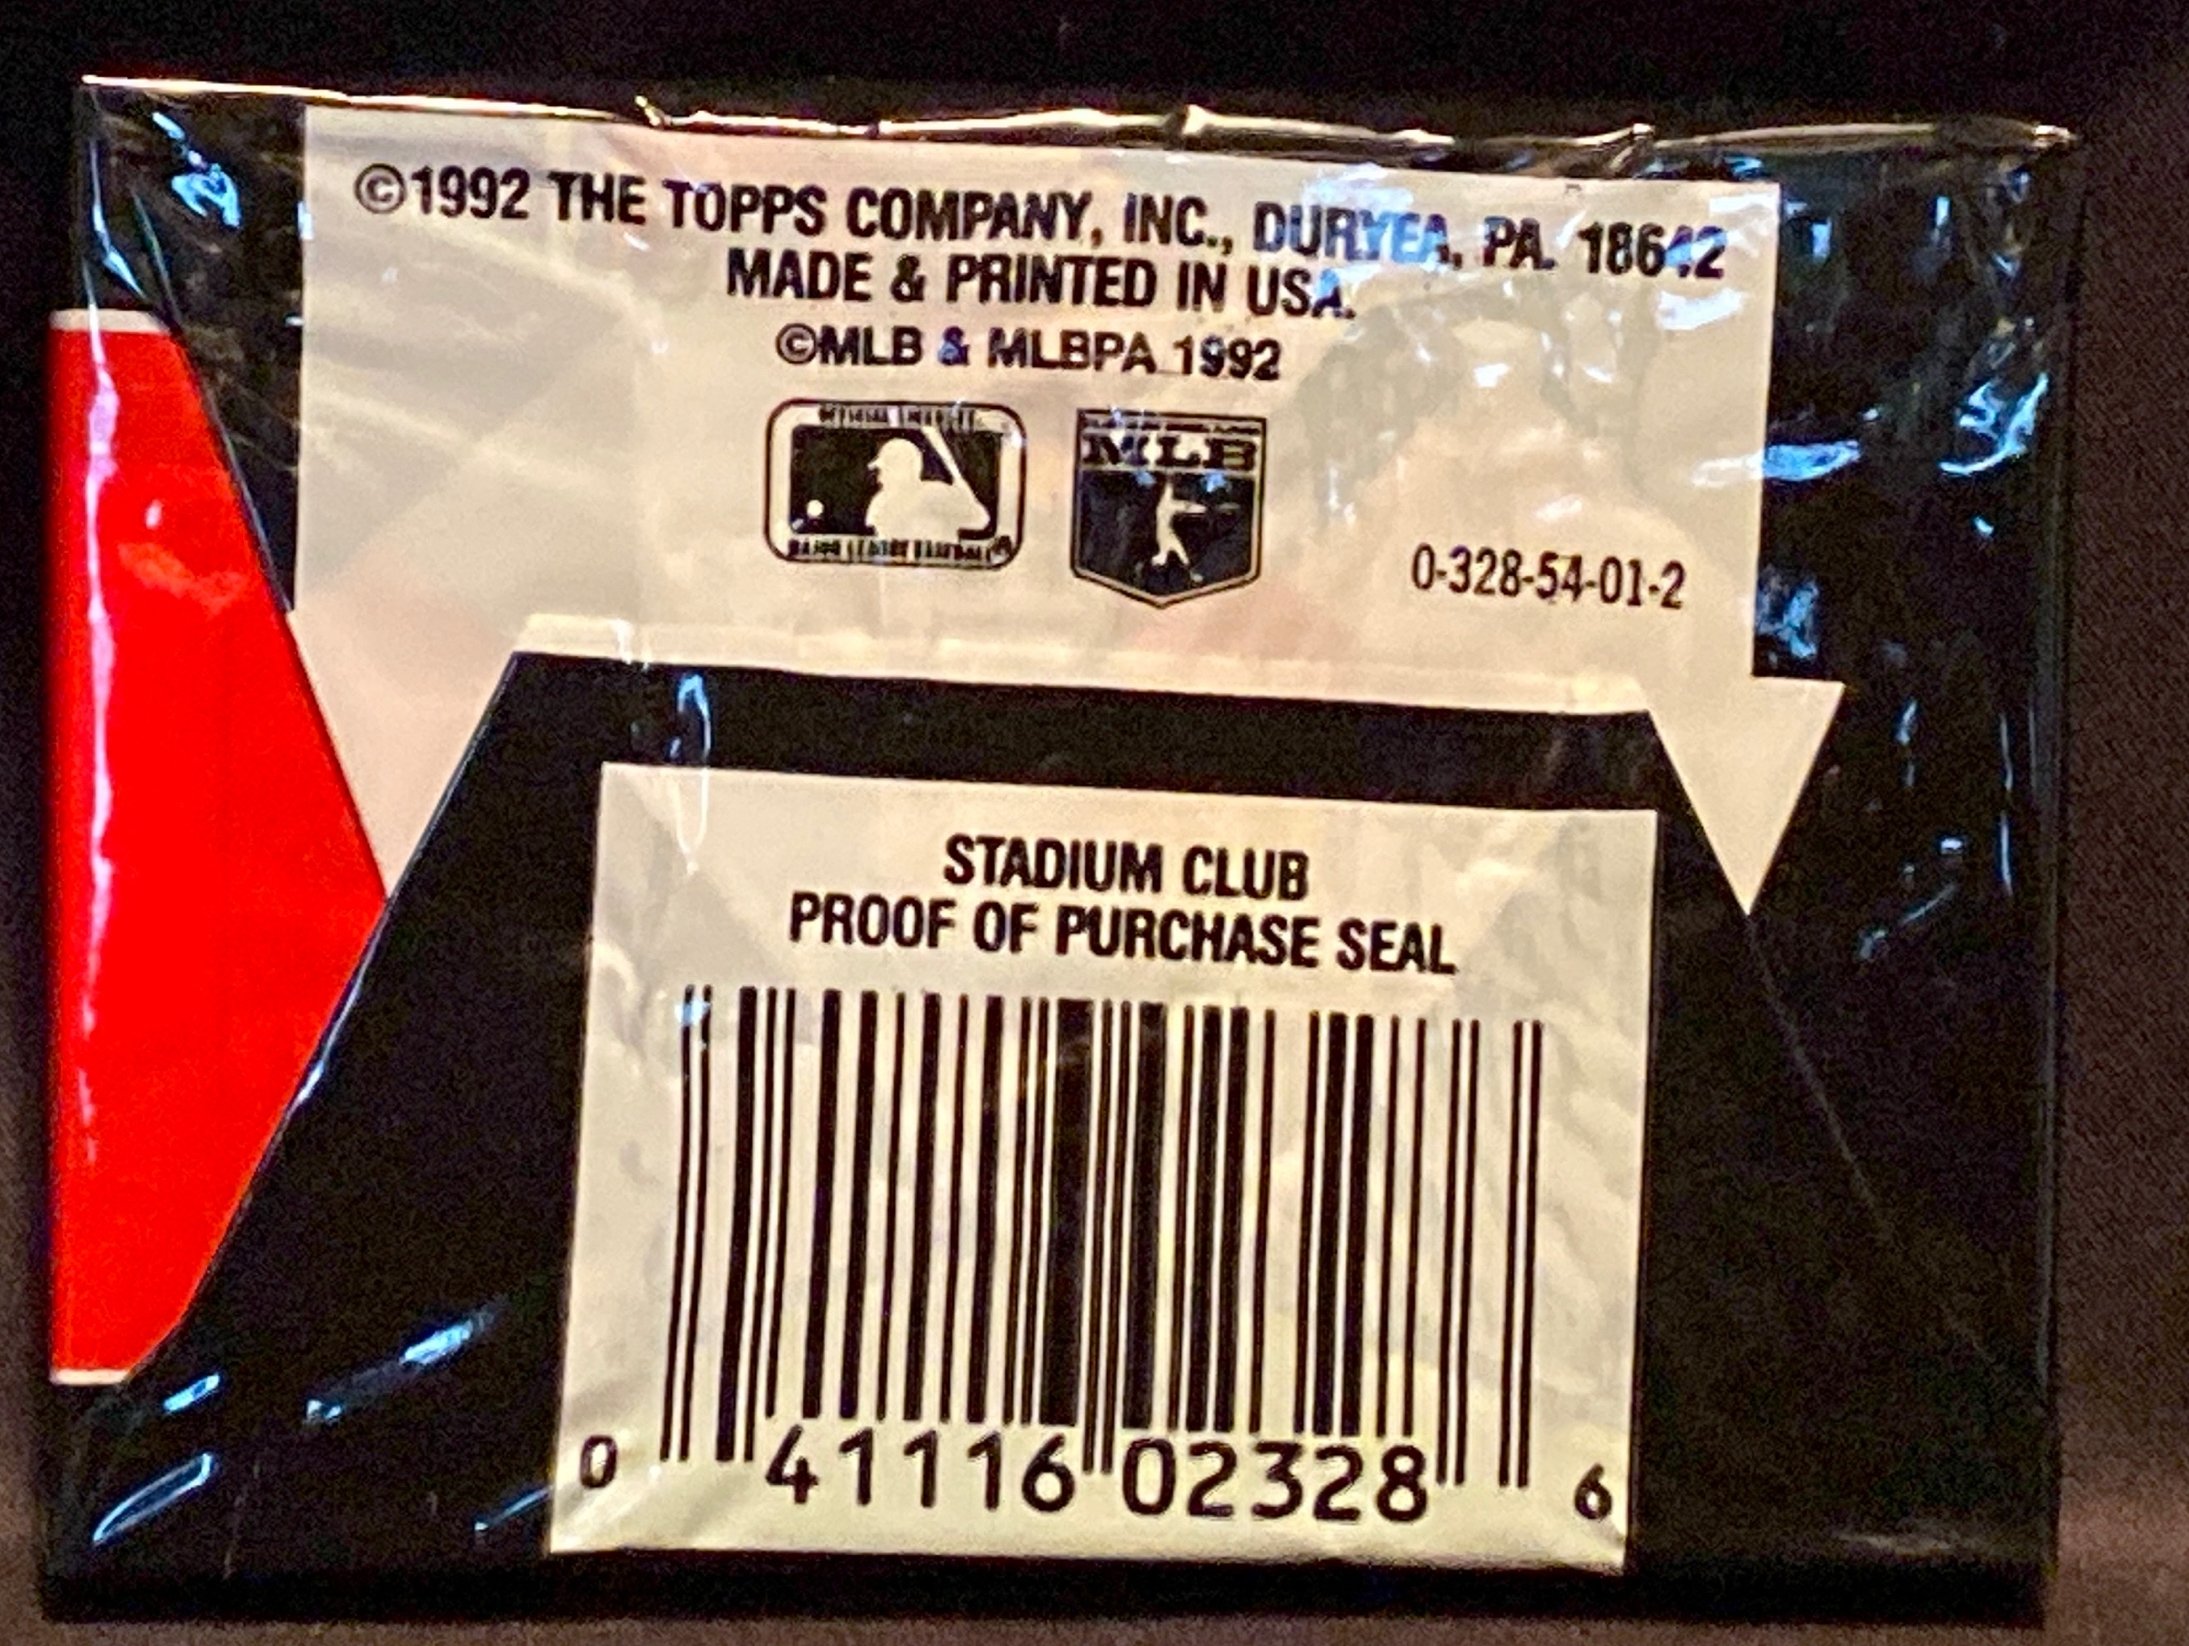 ©1992 THE TOPPS COMPANY, INC., DURYEA, PA. 18642
MADE & PRINTED IN USA.
©MLB & MLBPA 1992
MLB
0-328-54-01-2
STADIUM CLUB
PROOF OF PURCHASE SEAL
0 41116 02328 6